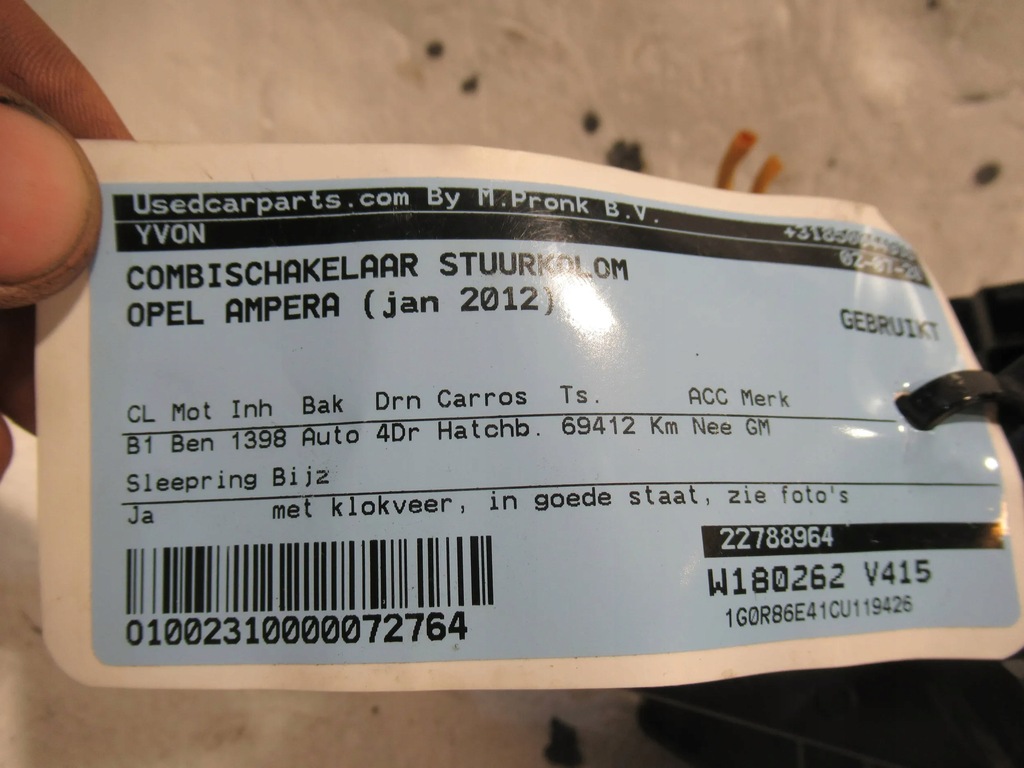 Usedcarparts.com By M.Pronk B.V.
YVON
COMBISCHAKELAAR STUURKOLOM
OPEL AMPERA (jan 2012)
GEBRUIKT
CL Mot Inh Bak Drn Carros Ts. ACC Merk
B1 Ben 1398 Auto 4Dr Hatchb. 69412 Km Nee GM
Sleepring Bijz
Ja met klokveer, in goede staat, zie foto's
22788964
W180262 V415
1G0R86E41CU119426
01002310000072764